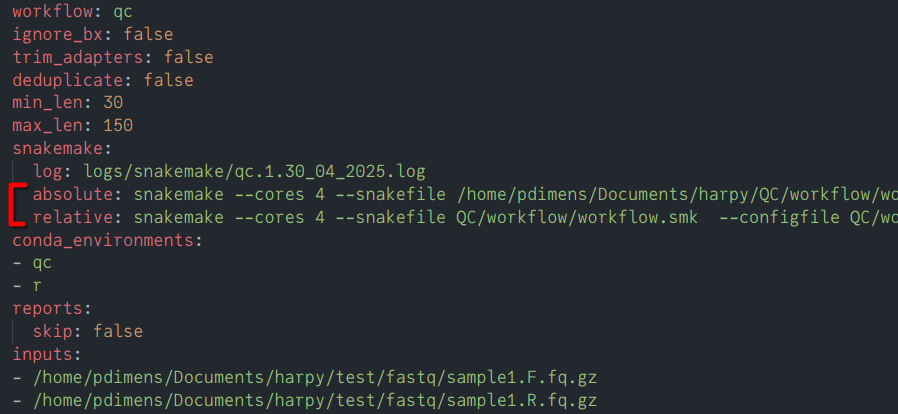 workflow: qc
ignore_bx: false
trim_adapters: false
deduplicate: false
min_len: 30
max_len: 150
snakemake:
  log: logs/snakemake/qc.1.30_04_2025.log
  absolute: snakemake --cores 4 --snakefile /home/pdimens/Documents/harpy/QC/workflow/wo
  relative: snakemake --cores 4 --snakefile QC/workflow/workflow.smk  --configfile QC/wo
conda_environments:
- qc
- r
reports:
  skip: false
inputs:
- /home/pdimens/Documents/harpy/test/fastq/sample1.F.fq.gz
- /home/pdimens/Documents/harpy/test/fastq/sample1.R.fq.gz